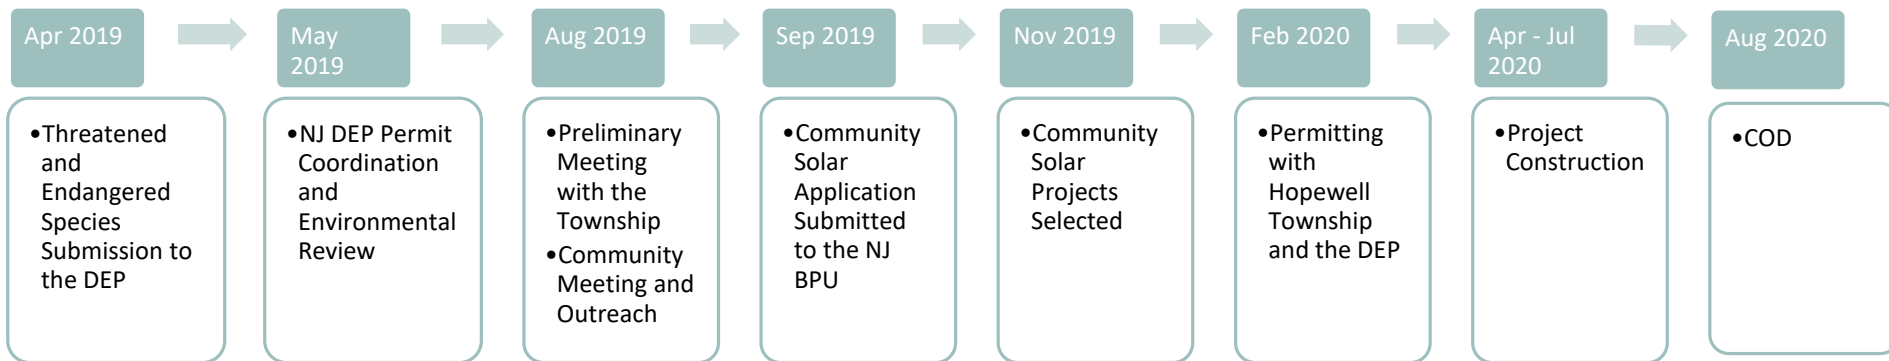 Apr 2019
•Threatened
and
Endangered
Species
Submission to
the DEP
May
2019
•NJ DEP Permit
Coordination
and
Environmental
Review
Aug 2019
•Preliminary
Meeting
with the
Township
•Community
Meeting and
Outreach
Sep 2019
•Community
Solar
Application
Submitted
to the NJ
BPU
Nov 2019
•Community
Solar
Projects
Selected
Feb 2020
•Permitting
with
Hopewell
Township
and the DEP
Apr - Jul
2020
•Project
Construction
Aug 2020
•COD